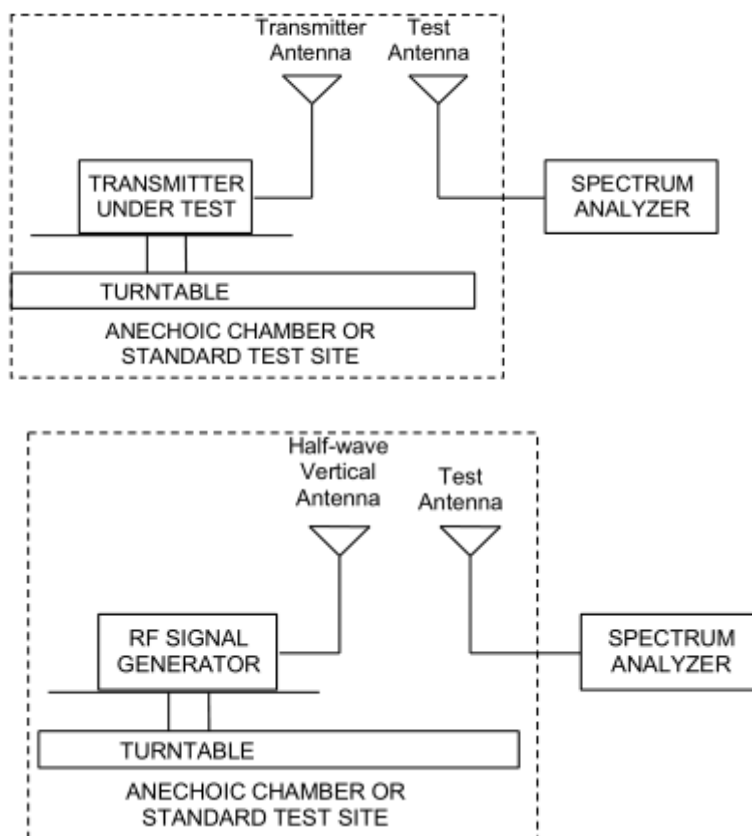 Transmitter
Antenna
Test
Antenna
TRANSMITTER
UNDER TEST
SPECTRUM
ANALYZER
TURNTABLE
ANECHOIC CHAMBER OR
STANDARD TEST SITE
Half-wave
Vertical
Antenna
Test
Antenna
RF SIGNAL
GENERATOR
SPECTRUM
ANALYZER
TURNTABLE
ANECHOIC CHAMBER OR
STANDARD TEST SITE